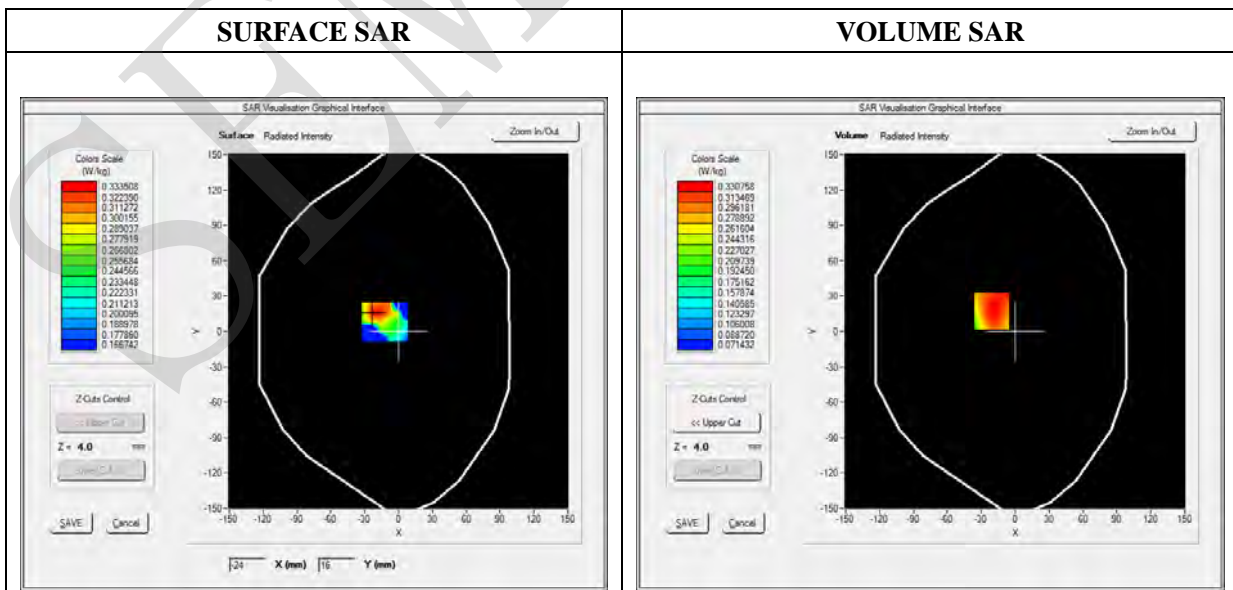 SURFACE SAR
VOLUME SAR
SAR Visualisation Graphical Interface
Surface Radiated Intensity
Zoom In/Out
Colors Scale
(W/kg)
0.333508
0.322390
0.311272
0.300155
0.289037
0.277919
0.266802
0.255684
0.244566
0.233448
0.222331
0.211213
0.200095
0.188978
0.177860
0.166742
Z-Cuts Control
<< Upper Cut
Z = 4.0 mm
SAVE
Cancel
150
120
90
60
30
0
-30
-60
-90
-120
-150
Y
-150 -120 -90 -60 -30 0 30 60 90 120 150
X
-24 X (mm) 16 Y (mm)
SAR Visualisation Graphical Interface
Volume Radiated Intensity
Zoom In/Out
Colors Scale
(W/kg)
0.330758
0.313469
0.296181
0.278892
0.261604
0.244316
0.227027
0.209739
0.192450
0.175162
0.157874
0.140585
0.123297
0.106008
0.088720
0.071432
Z-Cuts Control
<< Upper Cut
Z = 4.0 mm
SAVE
Cancel
150
120
90
60
30
0
-30
-60
-90
-120
-150
Y
-150 -120 -90 -60 -30 0 30 60 90 120 150
X